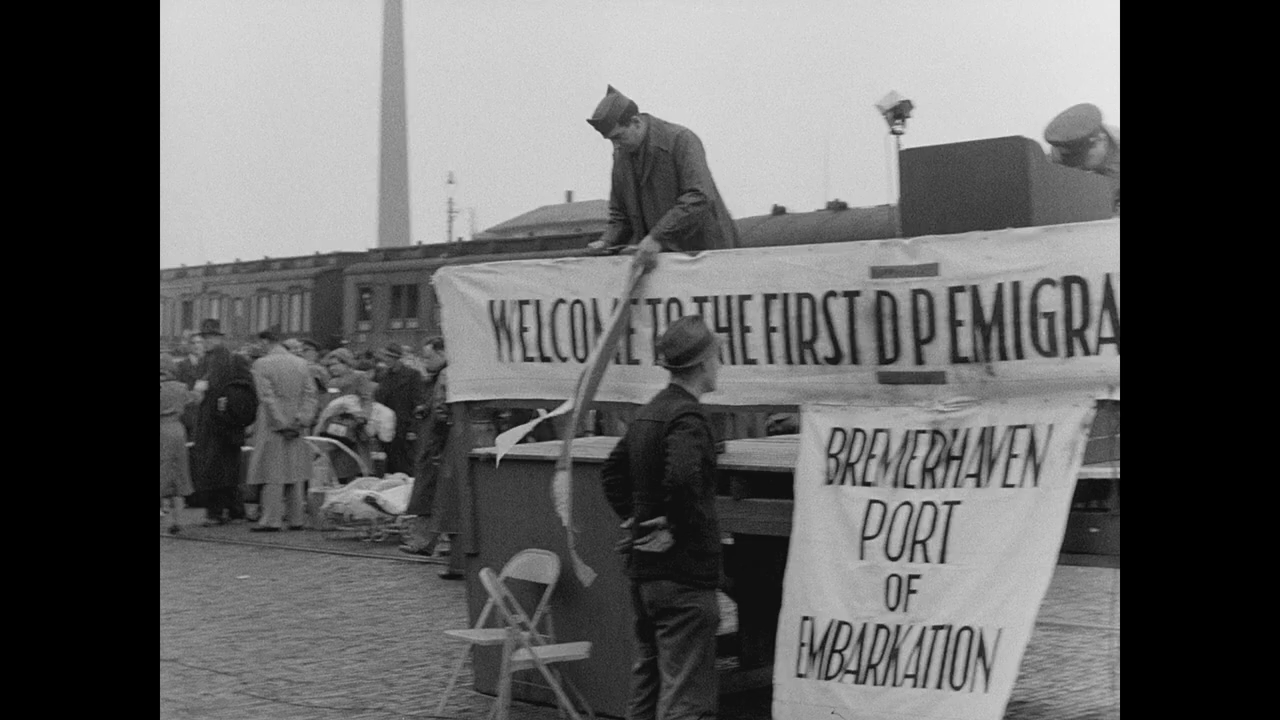 WELCOME TO THE FIRST D P EMIGRA
BREMERHAVEN
PORT
OF
EMBARKATION